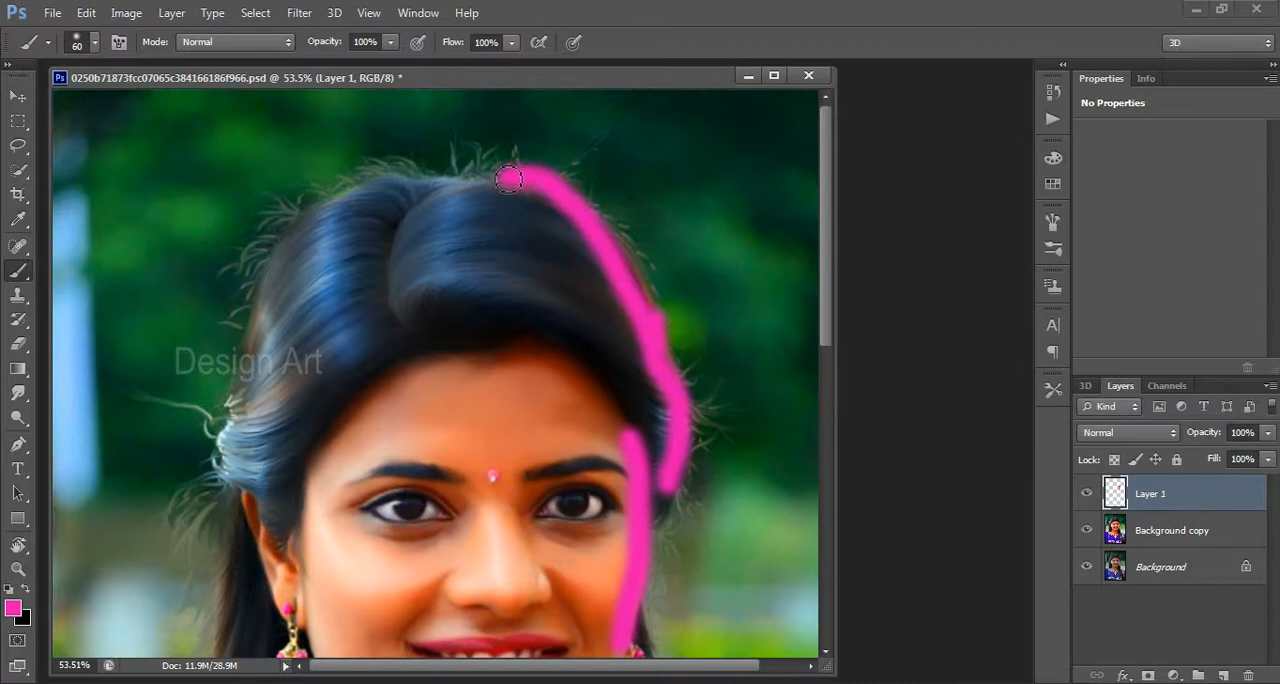 Ps File Edit Image Layer Type Select Filter 3D View Window Help
60 Mode: Normal Opacity: 100% Flow: 100% 3D
Ps 0250b71873fcc07065c384166186f966.psd @ 53.5% (Layer 1, RGB/8) *
Properties Info
No Properties
Design Art
3D Layers Channels
Kind
Normal Opacity: 100%
Lock: Fill: 100%
Layer 1
Background copy
Background
53.51% Doc: 11.9M/28.9M